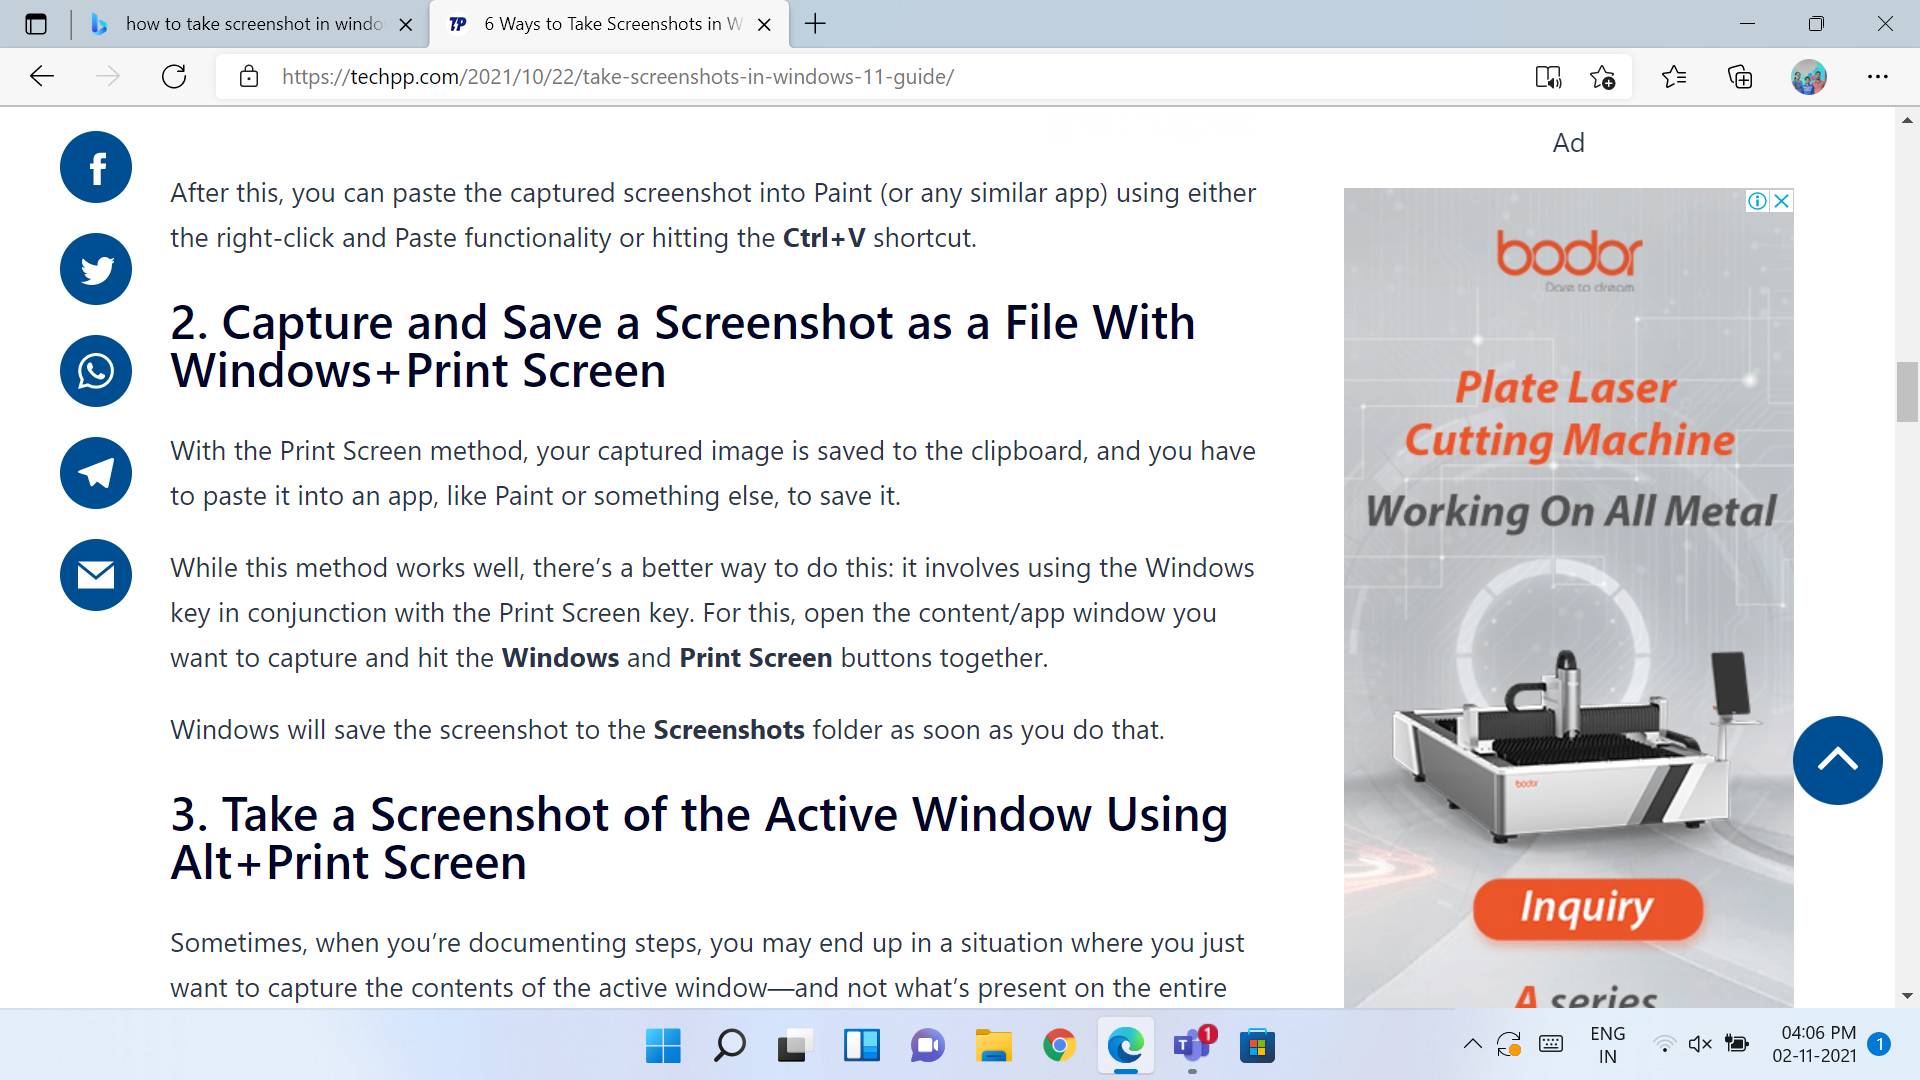 how to take screenshot in windo
TP 6 Ways to Take Screenshots in W
https://techpp.com/2021/10/22/take-screenshots-in-windows-11-guide/
After this, you can paste the captured screenshot into Paint (or any similar app) using either
the right-click and Paste functionality or hitting the Ctrl+V shortcut.
2. Capture and Save a Screenshot as a File With
Windows+Print Screen
With the Print Screen method, your captured image is saved to the clipboard, and you have
to paste it into an app, like Paint or something else, to save it.
While this method works well, there’s a better way to do this: it involves using the Windows
key in conjunction with the Print Screen key. For this, open the content/app window you
want to capture and hit the Windows and Print Screen buttons together.
Windows will save the screenshot to the Screenshots folder as soon as you do that.
3. Take a Screenshot of the Active Window Using
Alt+Print Screen
Sometimes, when you’re documenting steps, you may end up in a situation where you just
want to capture the contents of the active window—and not what’s present on the entire
Ad
bodor
Dare to dream
Plate Laser
Cutting Machine
Working On All Metal
bodor
Inquiry
A series
T 1
ENG
IN
04:06 PM
02-11-2021
1